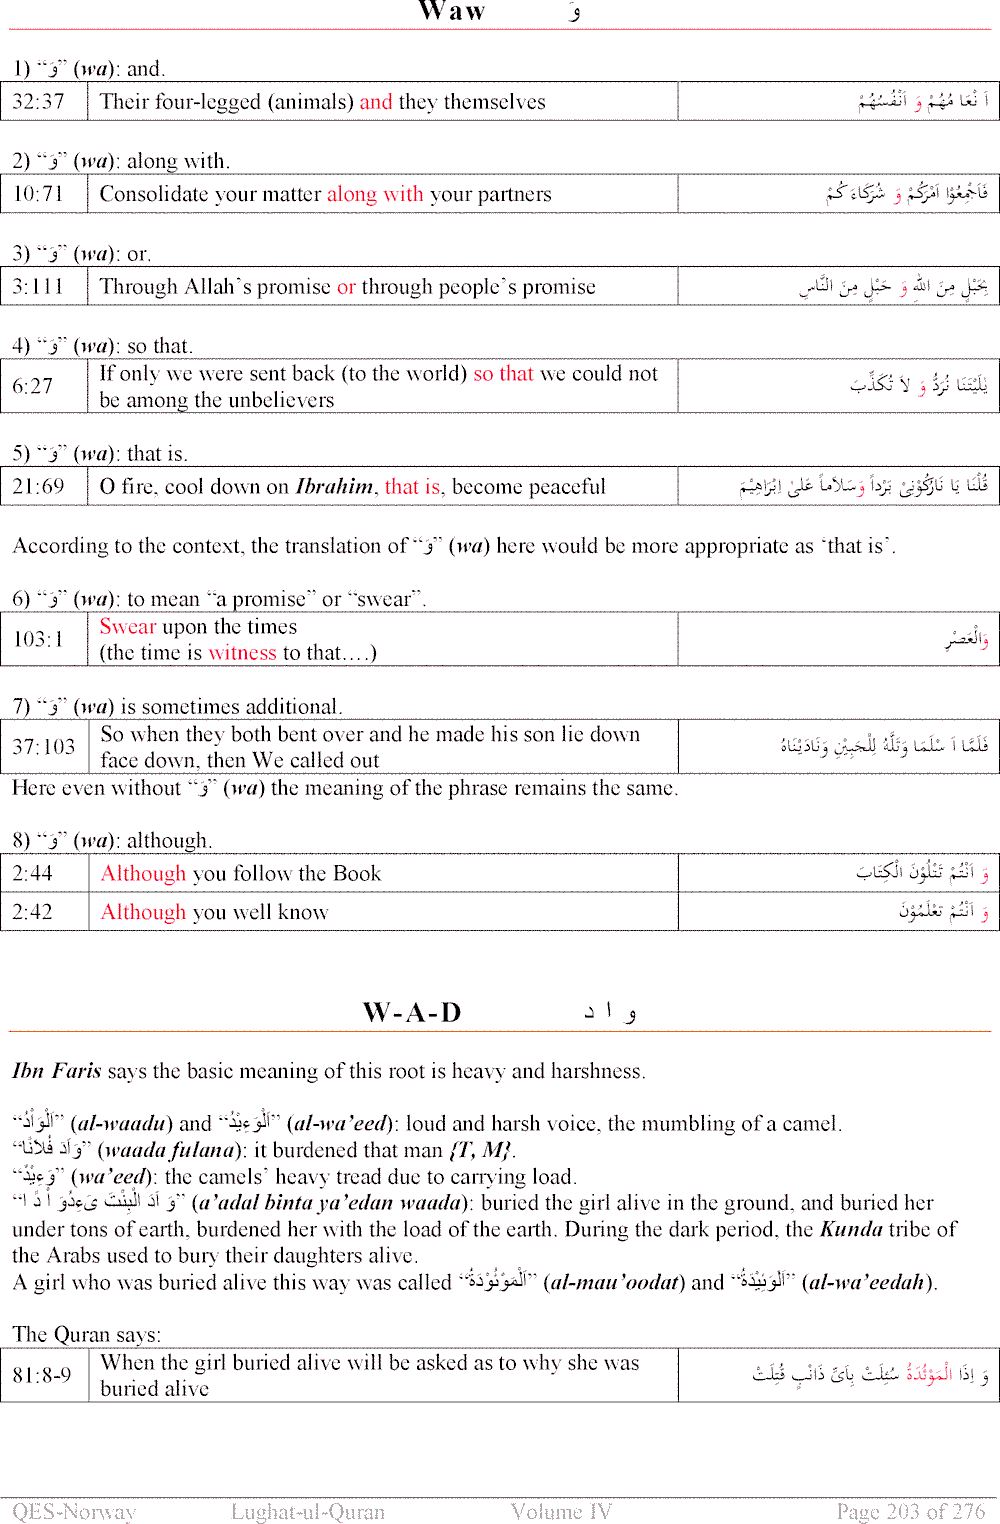 Waw وَ
1) “وَ” (wa): and.
32:37 Their four-legged (animals) and they themselves اَ نْعَا مُهُمْ وَ اَنْفُسُهُمْ
2) “وَ” (wa): along with.
10:71 Consolidate your matter along with your partners فَاَجْمِعُوْا اَمْرَكُمْ وَ شُرَكَاءَ كُمْ
3) “وَ” (wa): or.
3:111 Through Allah’s promise or through people’s promise بِحَبْلٍ مِنَ اللهِ وَ حَبْلٍ مِنَ النَّاسِ
4) “وَ” (wa): so that.
6:27 If only we were sent back (to the world) so that we could not
be among the unbelievers يٰلَيْتَنَا نُرَدُّ وَ لاَ نُكَذِّبَ
5) “وَ” (wa): that is.
21:69 O fire, cool down on Ibrahim, that is, become peaceful قُلْنَا يَا نَارُكُوْنِىْ بَرْداً وَسَلاَماً عَلىٰ اِبْرَاهِيْمَ
According to the context, the translation of “وَ” (wa) here would be more appropriate as ‘that is’.
6) “وَ” (wa): to mean “a promise” or “swear”.
103:1 Swear upon the times
(the time is witness to that….) وَالْعَصْرِ
7) “وَ” (wa) is sometimes additional.
37:103 So when they both bent over and he made his son lie down
face down, then We called out فَلَمَّا اَ سْلَمَا وَتَلَّهُ لِلْجَبِيْنِ وَنَادَيْنَاهُ
Here even without “وَ” (wa) the meaning of the phrase remains the same.
8) “وَ” (wa): although.
2:44 Although you follow the Book وَ اَنْتُمْ تَتْلُوْنَ الْكِتَابَ
2:42 Although you well know وَ اَنْتُمْ تَعْلَمُوْنَ
W-A-D و ا د
Ibn Faris says the basic meaning of this root is heavy and harshness.
“اَلْوَأْدُ” (al-waadu) and “اَلْوَءِيْدُ” (al-wa’eed): loud and harsh voice, the mumbling of a camel.
“وَأَدَ فُلَانًا” (waada fulana): it burdened that man {T, M}.
“وَءِيْدٌ” (wa’eed): the camels’ heavy tread due to carrying load.
(a’adal binta ya’edan waada): buried the girl alive in the ground, and buried her
under tons of earth, burdened her with the load of the earth. During the dark period, the Kunda tribe of
the Arabs used to bury their daughters alive.
A girl who was buried alive this way was called “اَلْمَوْئُوْدَةُ” (al-mau’oodat) and “اَلْوَئِيْدَةُ” (al-wa’eedah).
The Quran says:
81:8-9 When the girl buried alive will be asked as to why she was
buried alive وَ اِذَا الْمَوْئُدَةُ سُئِلَتْ بِاَىِّ ذَانْبٍ قُتِلَتْ
QES-Norway Lughat-ul-Quran Volume IV Page 203 of 276